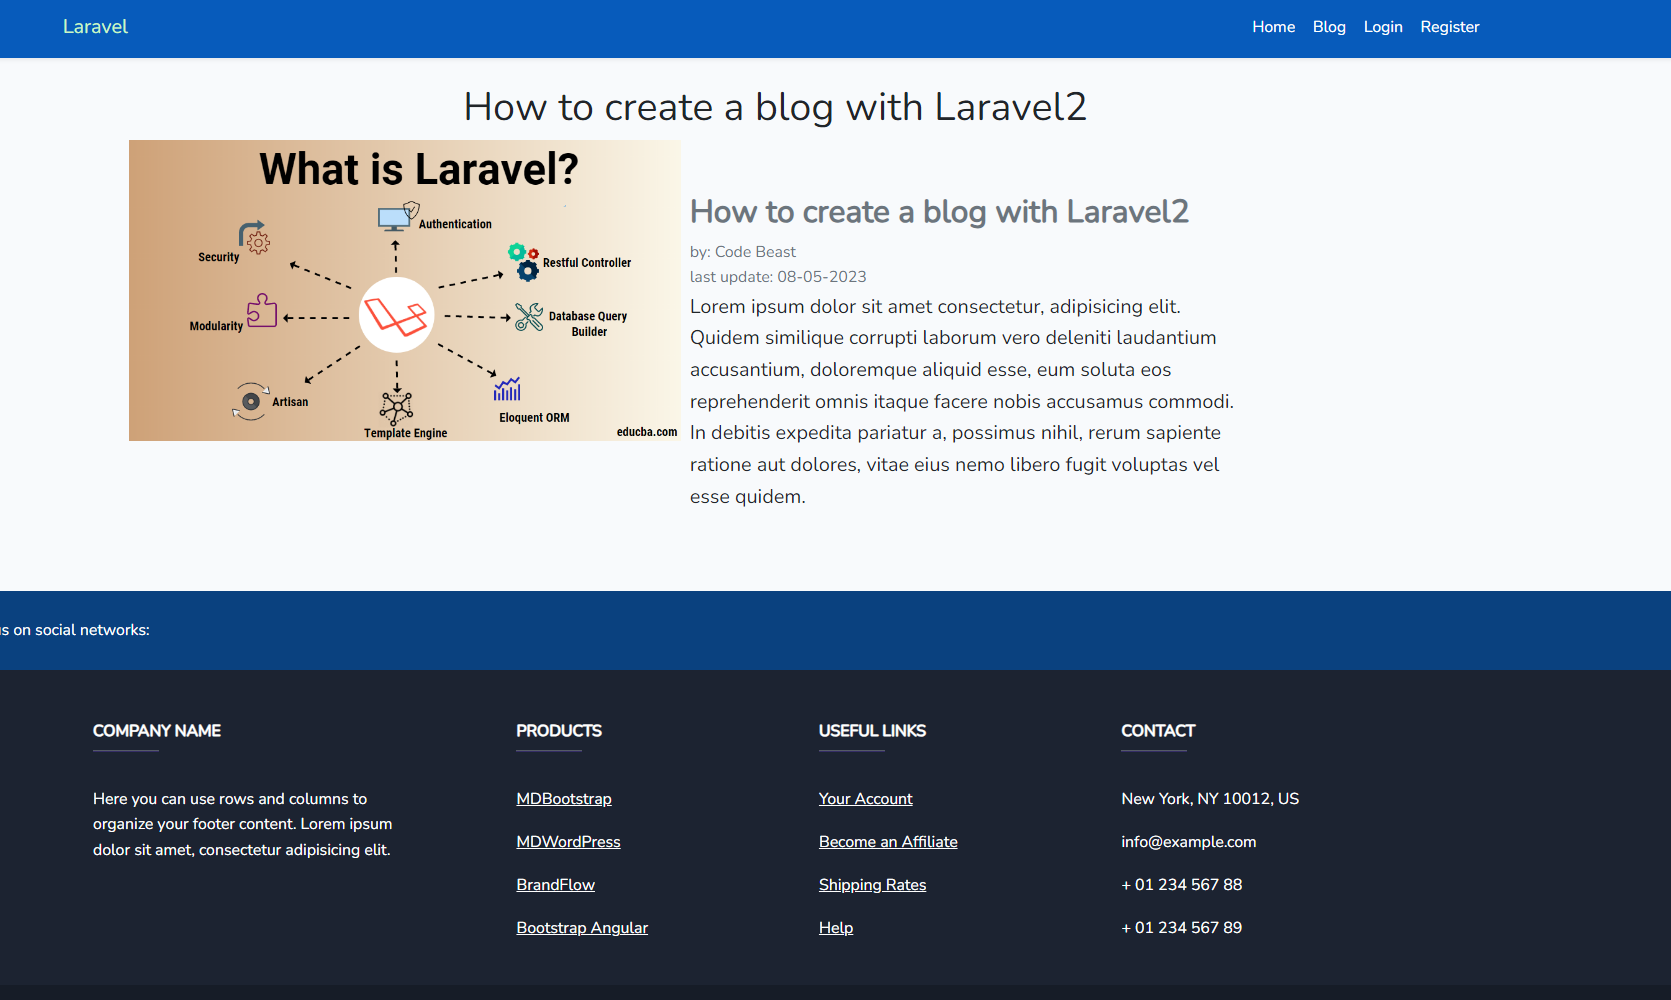 Laravel
Home Blog Login Register
How to create a blog with Laravel2
What is Laravel?
Authentication
Security
Restful Controller
Modularity
Database Query
Builder
Artisan
Eloquent ORM
Template Engine
educba.com
How to create a blog with Laravel2
by: Code Beast
last update: 08-05-2023
Lorem ipsum dolor sit amet consectetur, adipisicing elit.
Quidem similique corrupti laborum vero deleniti laudantium
accusantium, doloremque aliquid esse, eum soluta eos
reprehenderit omnis itaque facere nobis accusamus commodi.
In debitis expedita pariatur a, possimus nihil, rerum sapiente
ratione aut dolores, vitae eius nemo libero fugit voluptas vel
esse quidem.
on social networks:
COMPANY NAME
Here you can use rows and columns to
organize your footer content. Lorem ipsum
dolor sit amet, consectetur adipisicing elit.
PRODUCTS
MDBootstrap
MDWordPress
BrandFlow
Bootstrap Angular
USEFUL LINKS
Your Account
Become an Affiliate
Shipping Rates
Help
CONTACT
New York, NY 10012, US
info@example.com
+ 01 234 567 88
+ 01 234 567 89